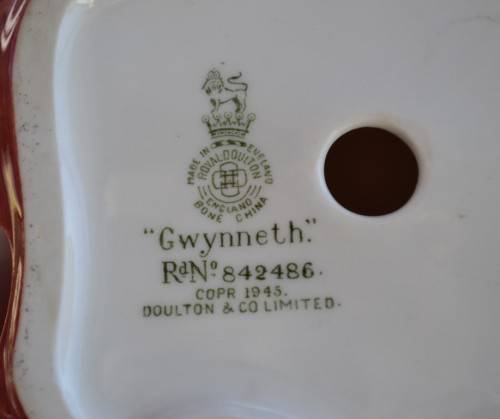 MADE IN ENGLAND
ROYAL DOULTON
ENGLAND
BONE CHINA
"Gwynneth."
RdNo. 842486.
COPR 1945.
DOULTON & CO LIMITED.